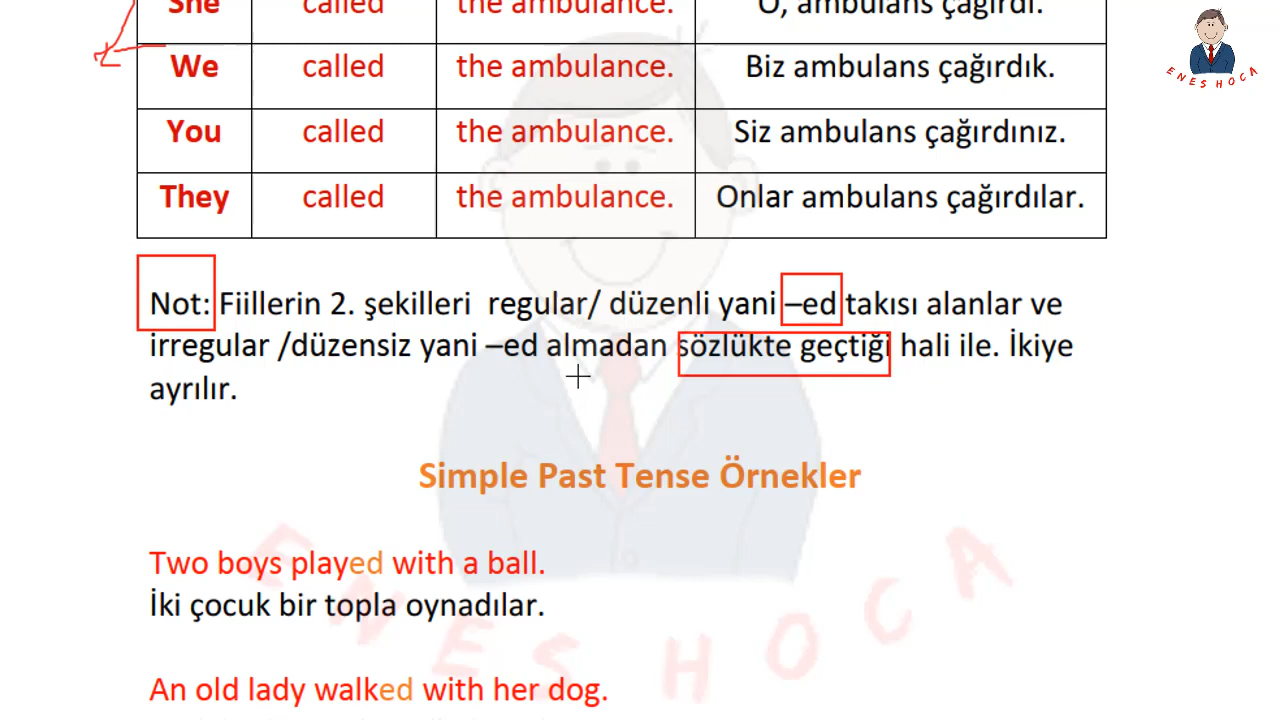 She called the ambulance. O, ambulans çağırdı.
We called the ambulance. Biz ambulans çağırdık.
You called the ambulance. Siz ambulans çağırdınız.
They called the ambulance. Onlar ambulans çağırdılar.
Not: Fiillerin 2. şekilleri regular/ düzenli yani –ed takısı alanlar ve
irregular /düzensiz yani –ed almadan sözlükte geçtiği hali ile. İkiye
ayrılır.
Simple Past Tense Örnekler
Two boys played with a ball.
İki çocuk bir topla oynadılar.
An old lady walked with her dog.
ENES HOCA
ENES HOCA